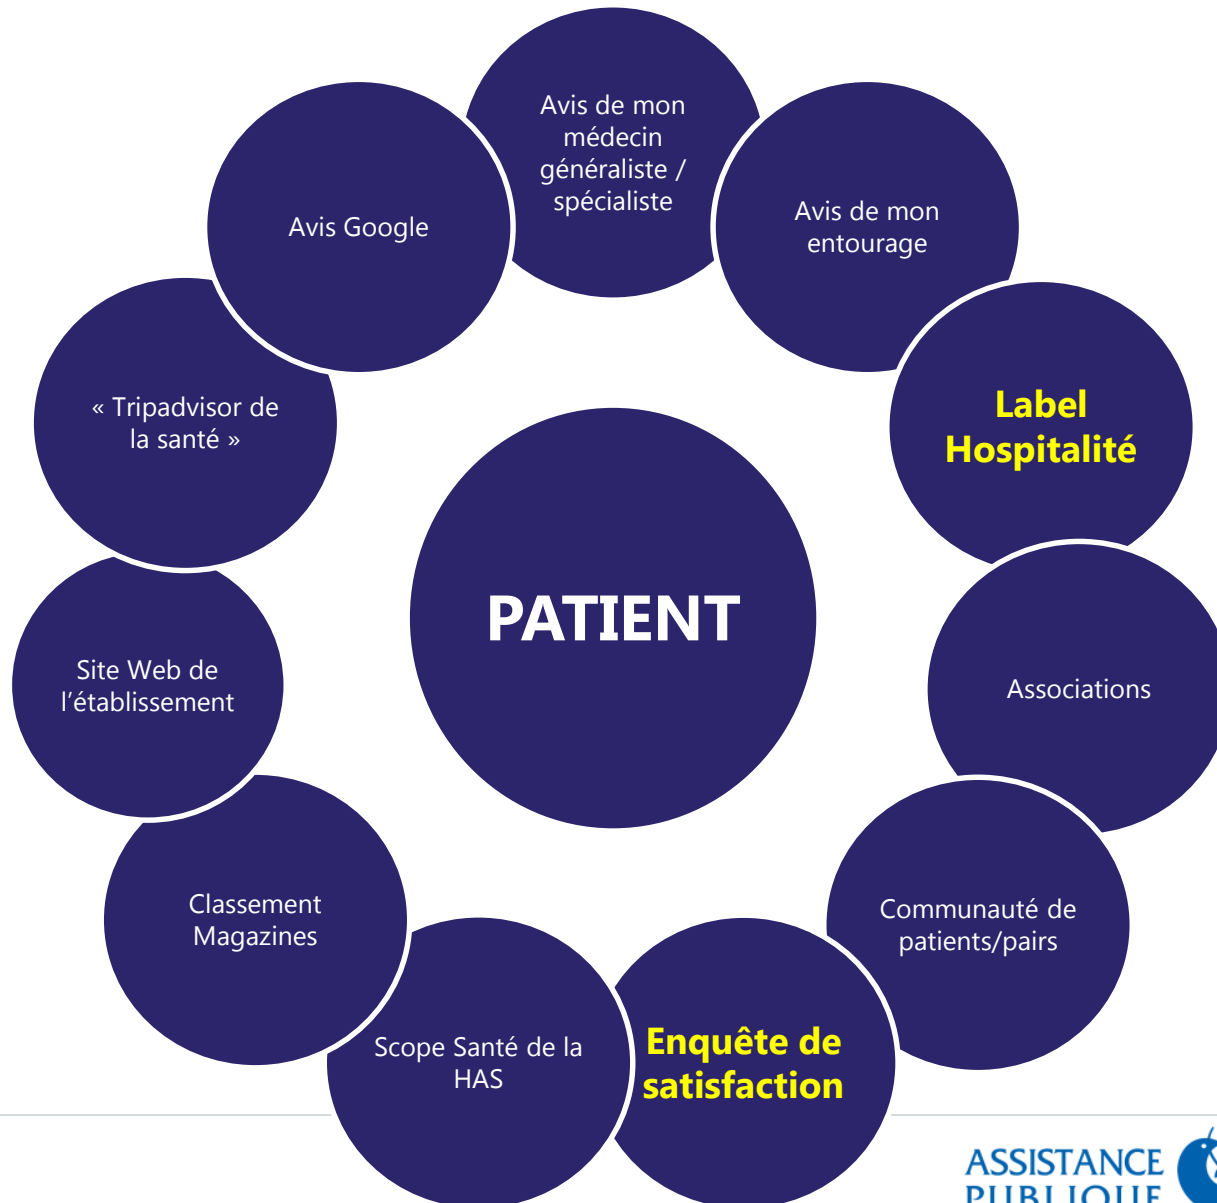 Avis de mon
médecin
généraliste /
spécialiste
Avis de mon
entourage
Label
Hospitalité
Associations
Communauté de
patients/pairs
Enquête de
satisfaction
Scope Santé de la
HAS
Classement
Magazines
Site Web de
l’établissement
« Tripadvisor de
la santé »
Avis Google
PATIENT
ASSISTANCE
PUBLIQUE